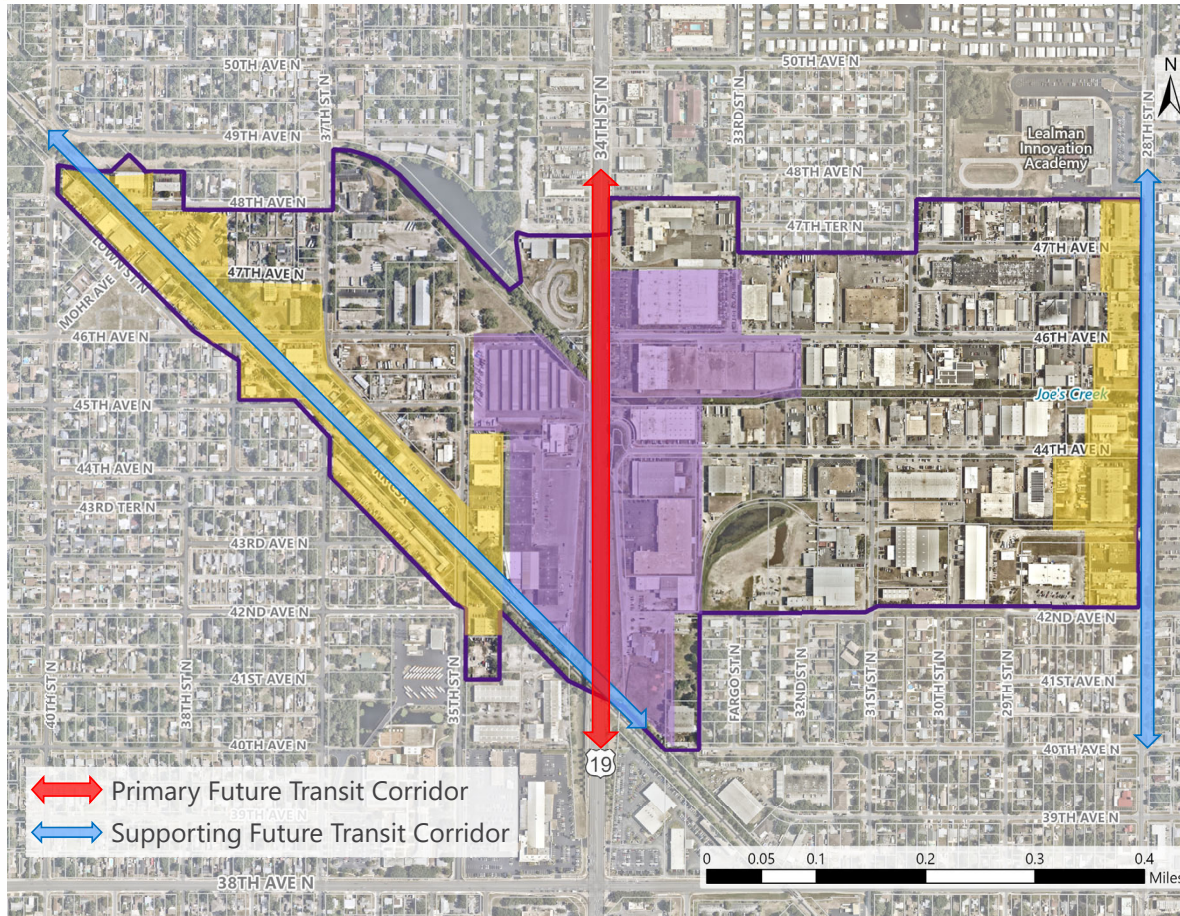 50TH AVE N
50TH AVE N
N
37TH ST N
34TH ST N
33RD ST N
28TH ST N
49TH AVE N
Lealman
Innovation
Academy
48TH AVE N
48TH AVE N
47TH TER N
LOWN ST N
47TH AVE N
47TH AVE N
MOHR AVE
46TH AVE N
46TH AVE N
Joe's Creek
45TH AVE N
44TH AVE N
44TH AVE N
43RD TER N
43RD AVE N
42ND AVE N
42ND AVE N
40TH ST N
38TH ST N
41ST AVE N
35TH ST N
FARGO ST N
32ND ST N
31ST ST N
30TH ST N
29TH ST N
41ST AVE N
40TH AVE N
40TH AVE N
19
Primary Future Transit Corridor
39TH AVE N
39TH AVE N
Supporting Future Transit Corridor
38TH AVE N
0 0.05 0.1 0.2 0.3 0.4
Miles